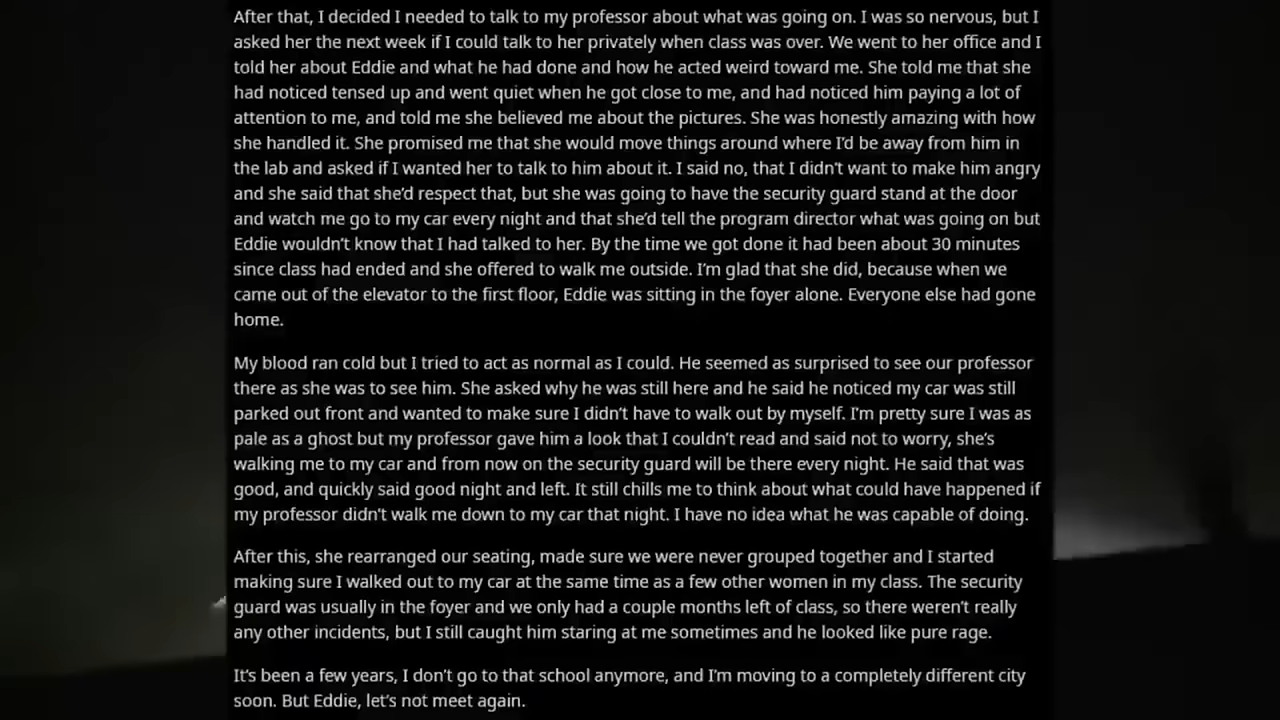 After that, I decided I needed to talk to my professor about what was going on. I was so nervous, but I
asked her the next week if I could talk to her privately when class was over. We went to her office and I
told her about Eddie and what he had done and how he acted weird toward me. She told me that she
had noticed tensed up and went quiet when he got close to me, and had noticed him paying a lot of
attention to me, and told me she believed me about the pictures. She was honestly amazing with how
she handled it. She promised me that she would move things around where I’d be away from him in
the lab and asked if I wanted her to talk to him about it. I said no, that I didn’t want to make him angry
and she said that she’d respect that, but she was going to have the security guard stand at the door
and watch me go to my car every night and that she’d tell the program director what was going on but
Eddie wouldn’t know that I had talked to her. By the time we got done it had been about 30 minutes
since class had ended and she offered to walk me outside. I’m glad that she did, because when we
came out of the elevator to the first floor, Eddie was sitting in the foyer alone. Everyone else had gone
home.
My blood ran cold but I tried to act as normal as I could. He seemed as surprised to see our professor
there as she was to see him. She asked why he was still here and he said he noticed my car was still
parked out front and wanted to make sure I didn’t have to walk out by myself. I’m pretty sure I was as
pale as a ghost but my professor gave him a look that I couldn’t read and said not to worry, she’s
walking me to my car and from now on the security guard will be there every night. He said that was
good, and quickly said good night and left. It still chills me to think about what could have happened if
my professor didn’t walk me down to my car that night. I have no idea what he was capable of doing.
After this, she rearranged our seating, made sure we were never grouped together and I started
making sure I walked out to my car at the same time as a few other women in my class. The security
guard was usually in the foyer and we only had a couple months left of class, so there weren’t really
any other incidents, but I still caught him staring at me sometimes and he looked like pure rage.
It’s been a few years, I don’t go to that school anymore, and I’m moving to a completely different city
soon. But Eddie, let’s not meet again.